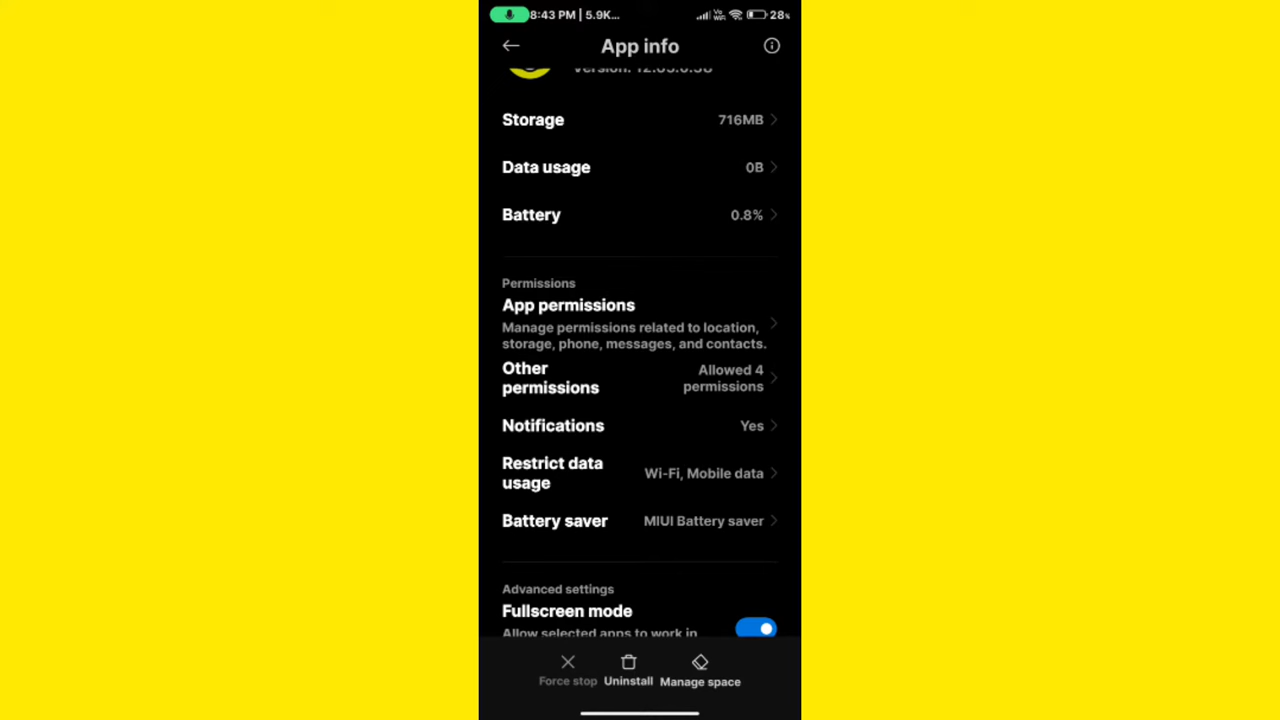 8:43 PM | 5.9K... Vo WiFi 28%
App info
Storage 716MB
Data usage 0B
Battery 0.8%
Permissions
App permissions
Manage permissions related to location,
storage, phone, messages, and contacts.
Other
permissions
Allowed 4
permissions
Notifications Yes
Restrict data
usage
Wi-Fi, Mobile data
Battery saver MIUI Battery saver
Advanced settings
Fullscreen mode
Allow selected apps to work in
Force stop Uninstall Manage space